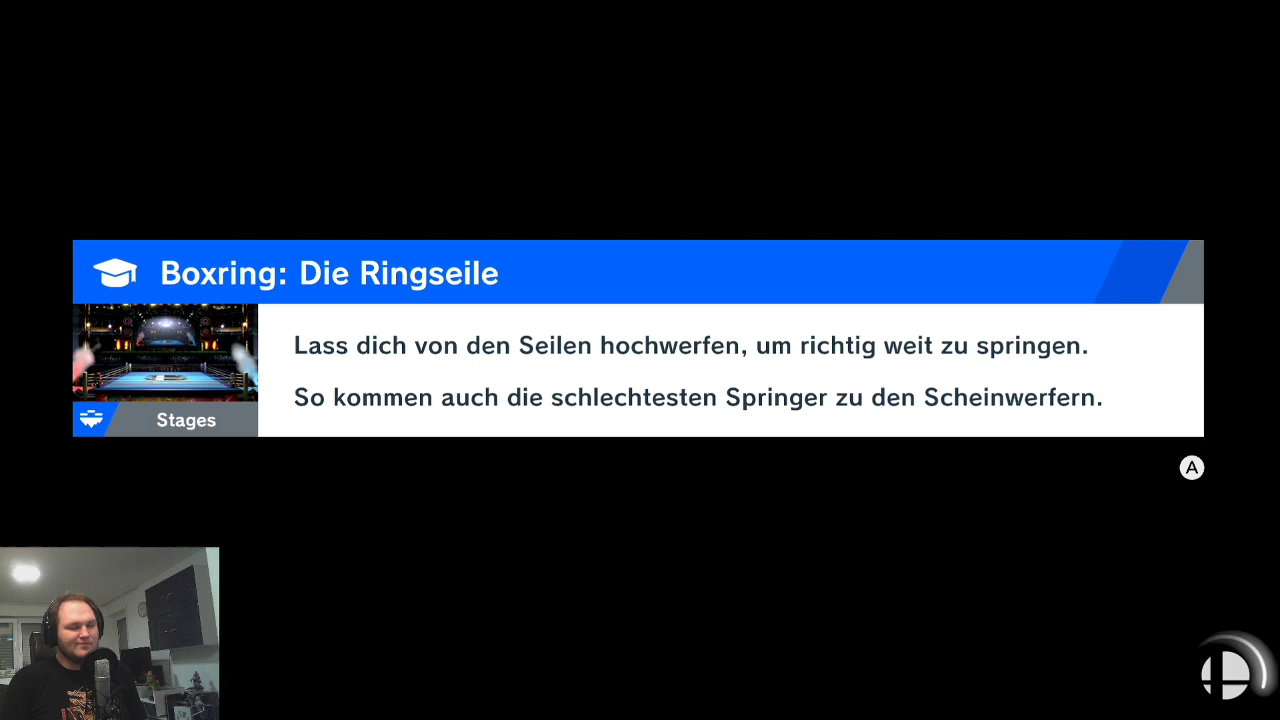 Boxring: Die Ringseile
Lass dich von den Seilen hochwerfen, um richtig weit zu springen.
So kommen auch die schlechtesten Springer zu den Scheinwerfern.
Stages
A